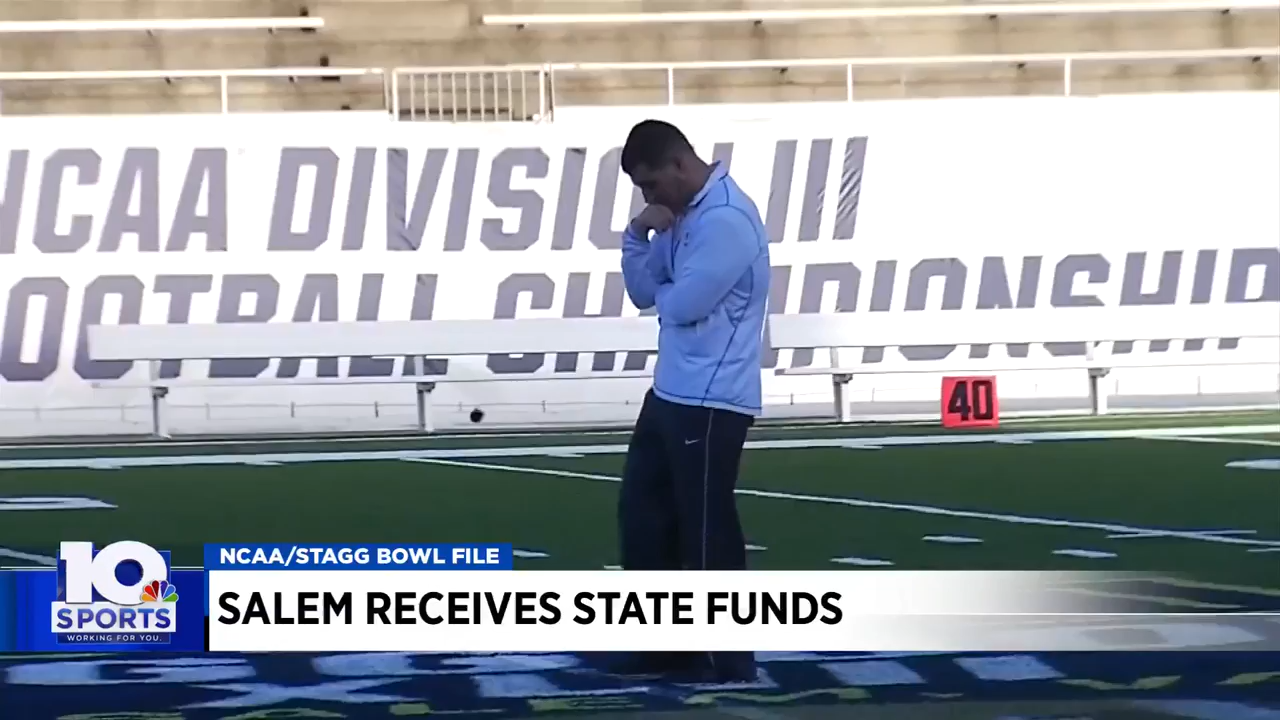 NCAA DIVISION III
FOOTBALL CHAMPIONSHIP
40
NCAA/STAGG BOWL FILE
10
SPORTS
WORKING FOR YOU.
SALEM RECEIVES STATE FUNDS